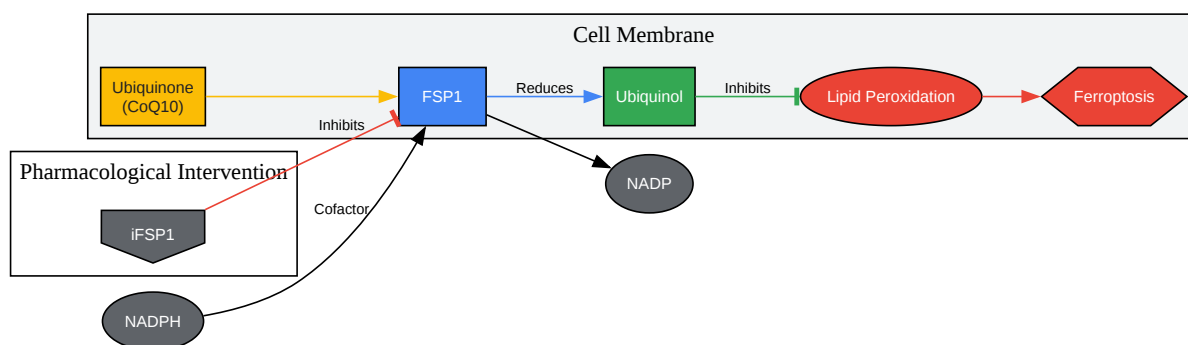 Cell Membrane
Ubiquinone
(CoQ10)
FSP1
Reduces
Ubiquinol
Inhibits
Lipid Peroxidation
Ferroptosis
Inhibits
Pharmacological Intervention
NADP
Cofactor
iFSP1
NADPH